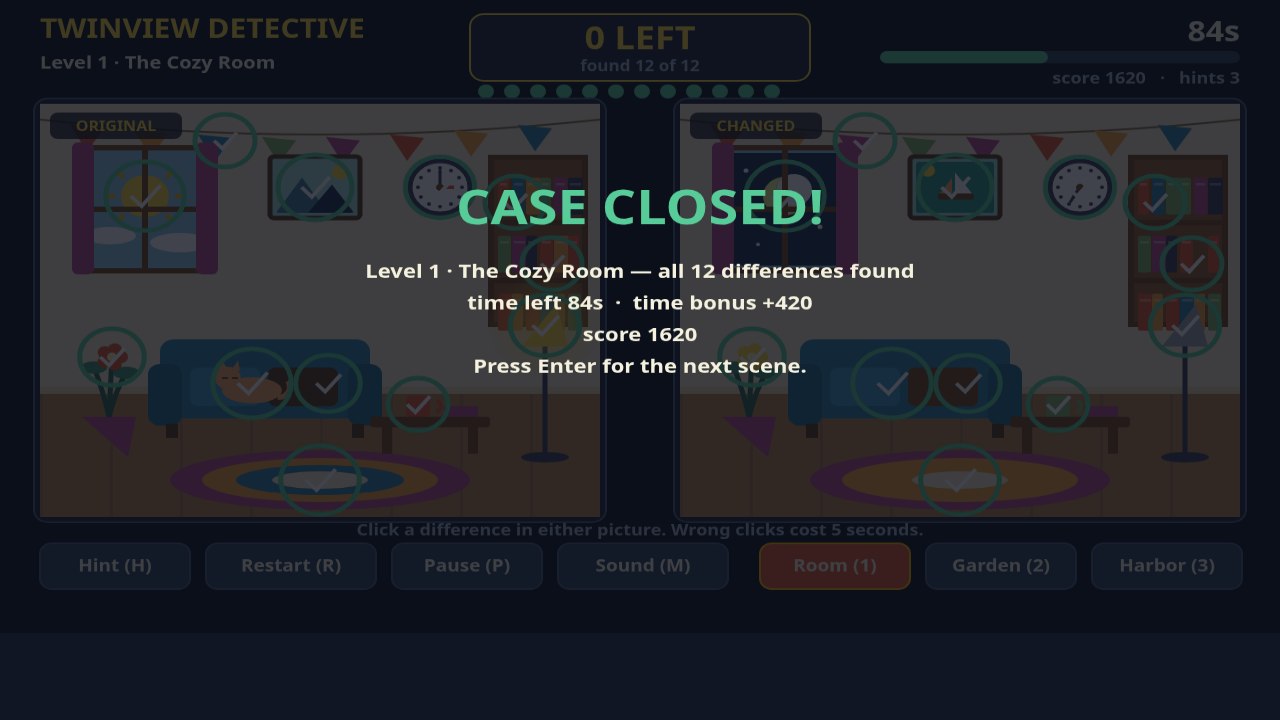 TWINVIEW DETECTIVE
Level 1 · The Cozy Room
0 LEFT
found 12 of 12
84s
score 1620 · hints 3
ORIGINAL
CHANGED
CASE CLOSED!
Level 1 · The Cozy Room — all 12 differences found
time left 84s · time bonus +420
score 1620
Press Enter for the next scene.
Click a difference in either picture. Wrong clicks cost 5 seconds.
Hint (H)
Restart (R)
Pause (P)
Sound (M)
Room (1)
Garden (2)
Harbor (3)